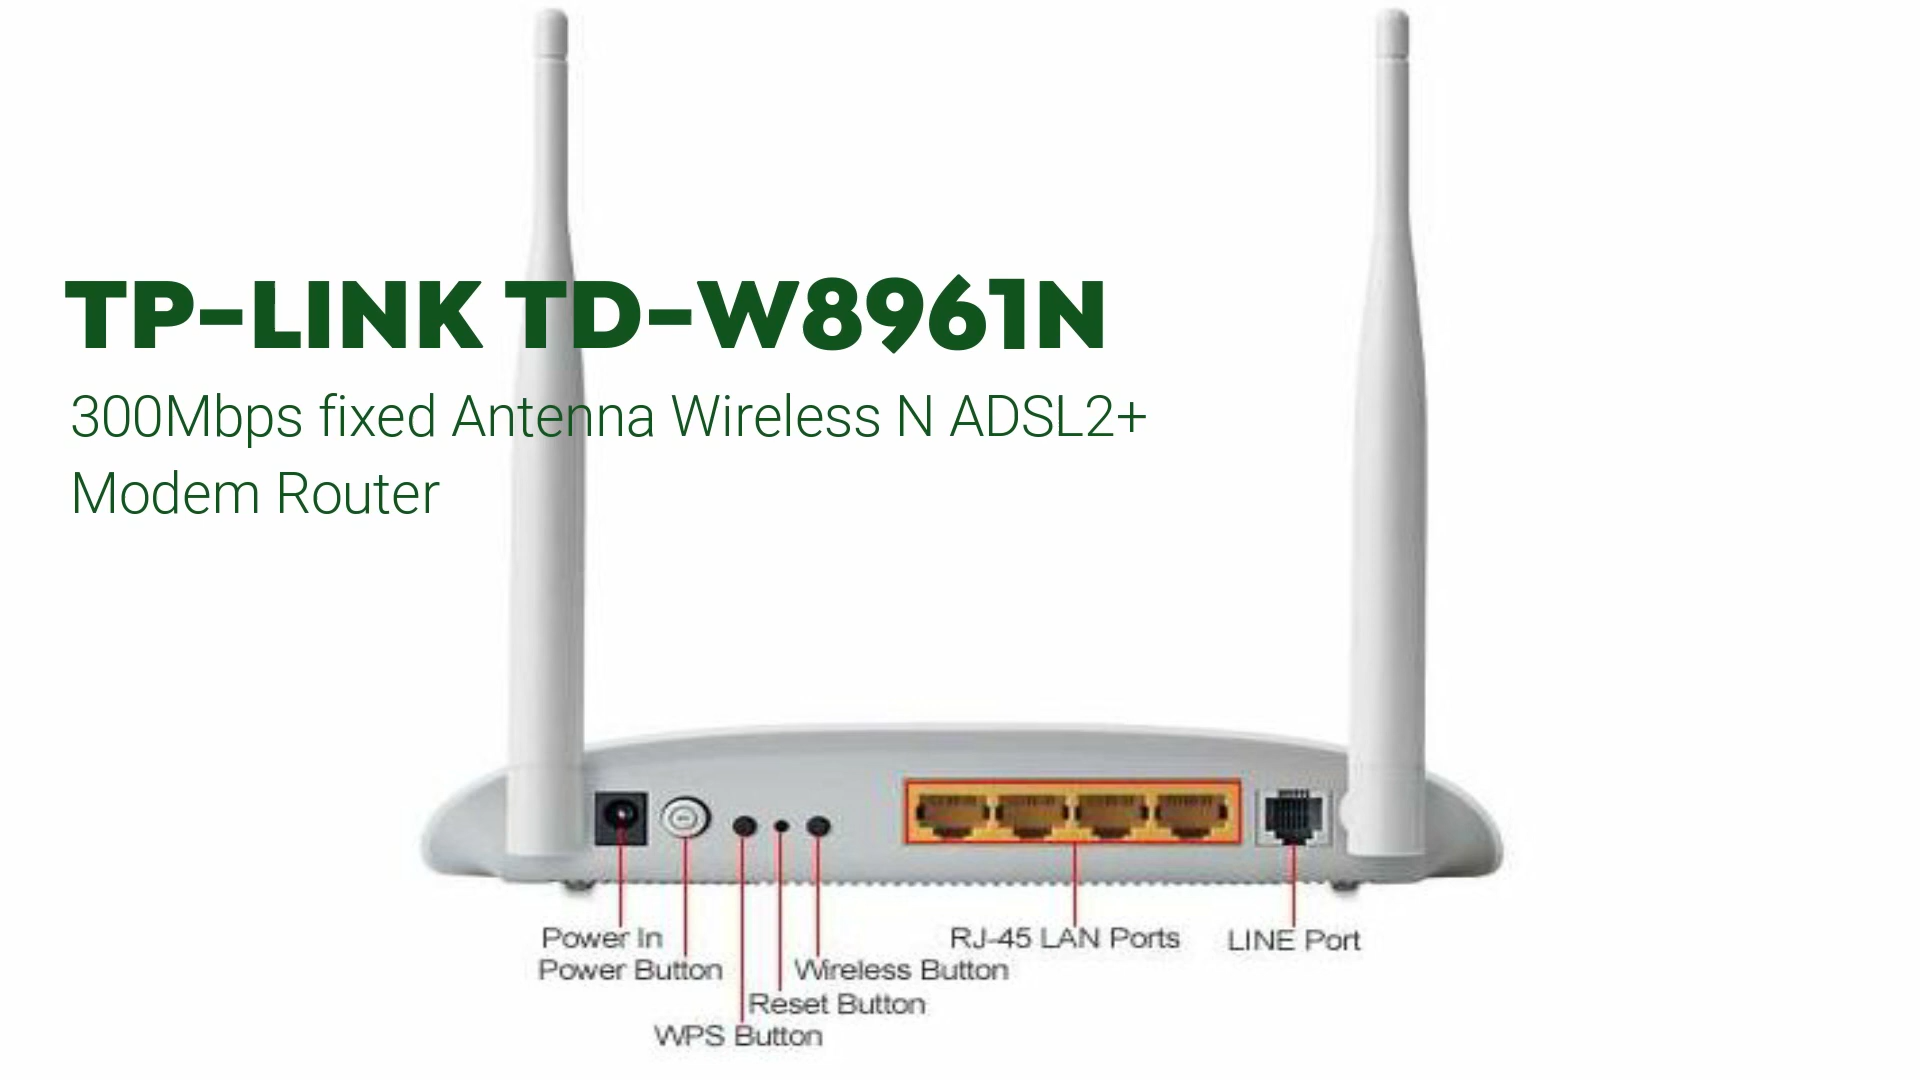 TP-LINK TD-W8961N
300Mbps fixed Antenna Wireless N ADSL2+
Modem Router
Power In
RJ-45 LAN Ports
LINE Port
Power Button
Wireless Button
Reset Button
WPS Button